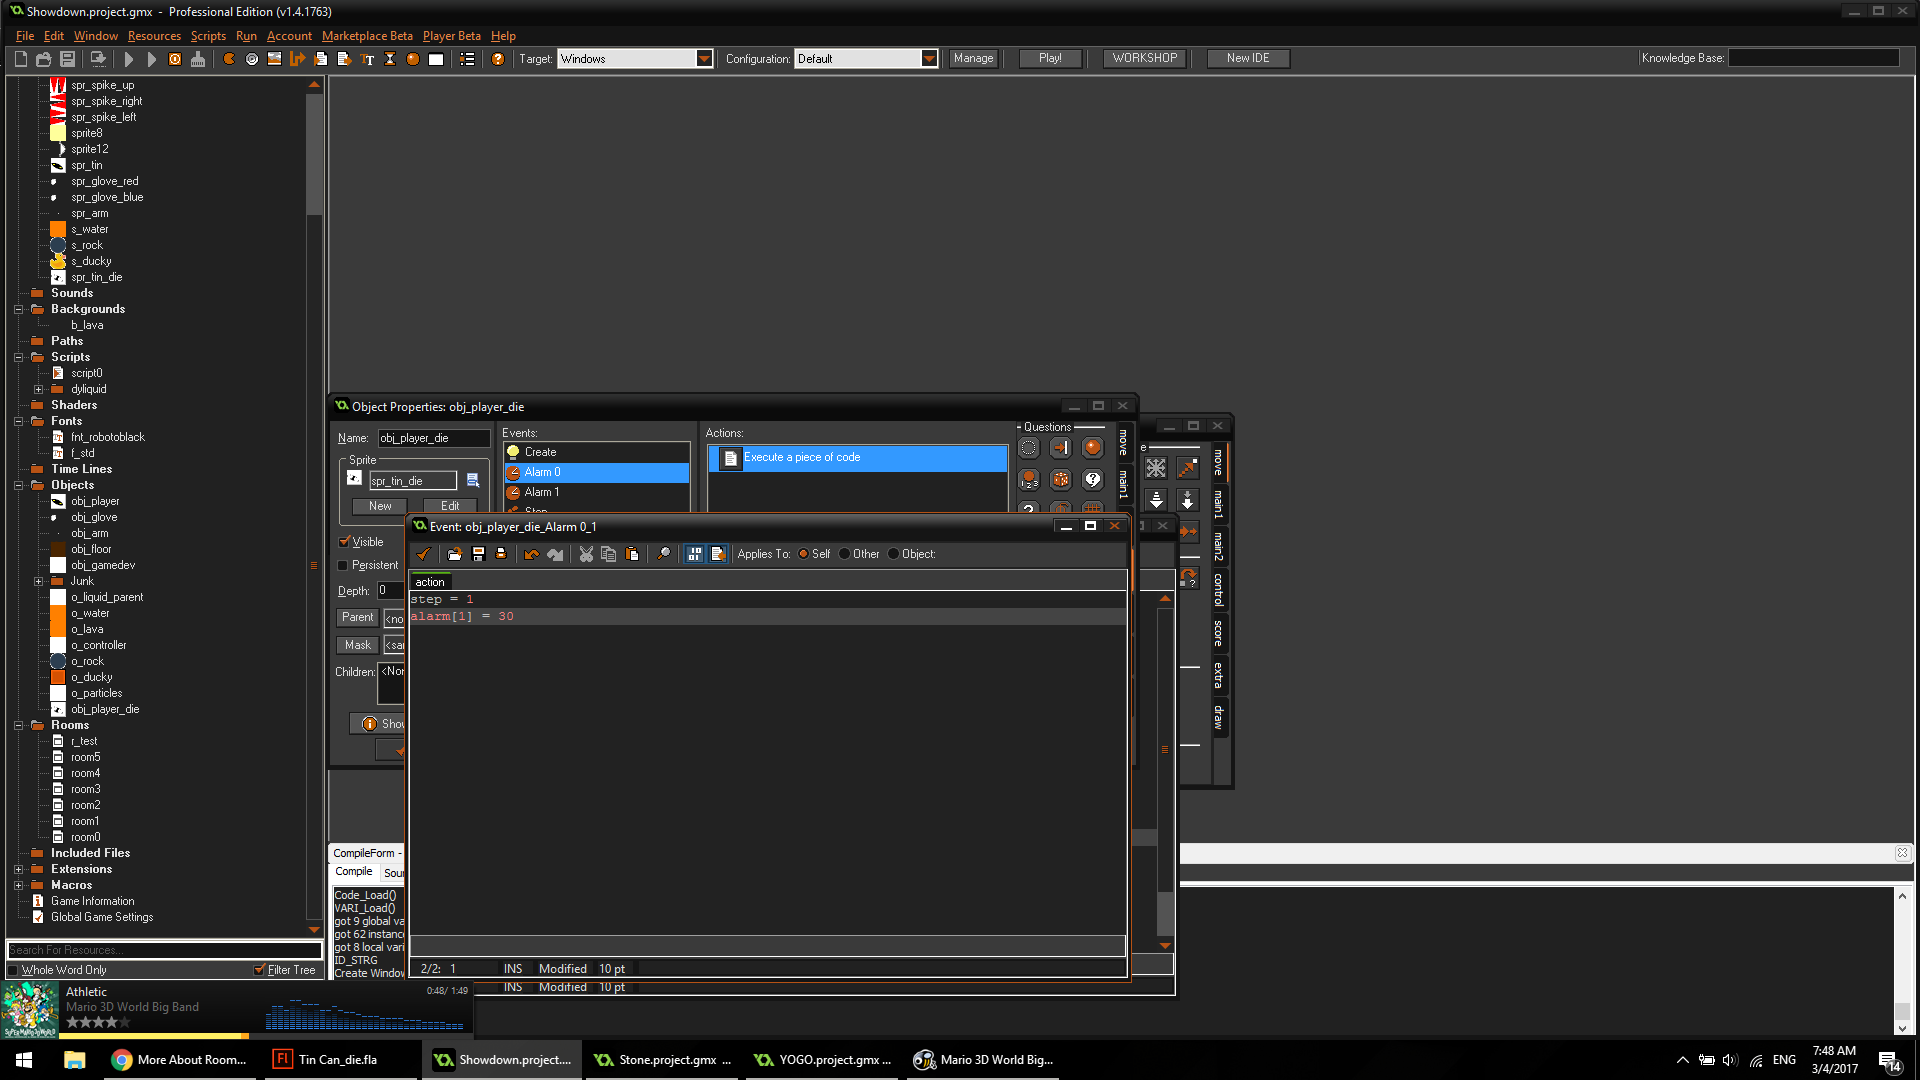 Showdown.project.gmx - Professional Edition (v1.4.1763)
File Edit Window Resources Scripts Run Account Marketplace Beta Player Beta Help
Target: Windows Configuration: Default Manage Play! WORKSHOP New IDE Knowledge Base:
spr_spike_up
spr_spike_right
spr_spike_left
sprite8
sprite12
spr_tin
spr_glove_red
spr_glove_blue
spr_arm
s_water
s_rock
s_ducky
spr_tin_die
Sounds
Backgrounds
b_lava
Paths
Scripts
script0
dyliquid
Shaders
Fonts
fnt_robotoblack
f_std
Time Lines
Objects
obj_player
obj_glove
obj_arm
obj_floor
obj_gamedev
Junk
o_liquid_parent
o_water
o_lava
o_controller
o_rock
o_ducky
o_particles
obj_player_die
Rooms
r_test
room5
room4
room3
room2
room1
room0
Included Files
Extensions
Macros
Game Information
Global Game Settings
Search For Resources...
Whole Word Only Filter Tree
Object Properties: obj_player_die
Name: obj_player_die
Sprite
spr_tin_die
New Edit
Visible
Persistent
Depth: 0
Parent <no
Mask <sa
Children: <Non
Show
Events:
Create
Alarm 0
Alarm 1
Step
Actions:
Execute a piece of code
Questions
move
main1
move
main1
main2
control
score
extra
draw
Event: obj_player_die_Alarm 0_1
Applies To: Self Other Object:
action
step = 1
alarm[1] = 30
2/2: 1 INS Modified 10 pt
INS Modified 10 pt
CompileForm -
Compile Sour
Code_Load()
VARI_Load()
got 9 global va
got 62 instance
got 8 local vari
ID_STRG
Create Window
Athletic 0:48/ 1:49
Mario 3D World Big Band
More About Room... Tin Can_die.fla Showdown.project.... Stone.project.gmx ... YOGO.project.gmx ... Mario 3D World Big...
ENG
7:48 AM
3/4/2017
14